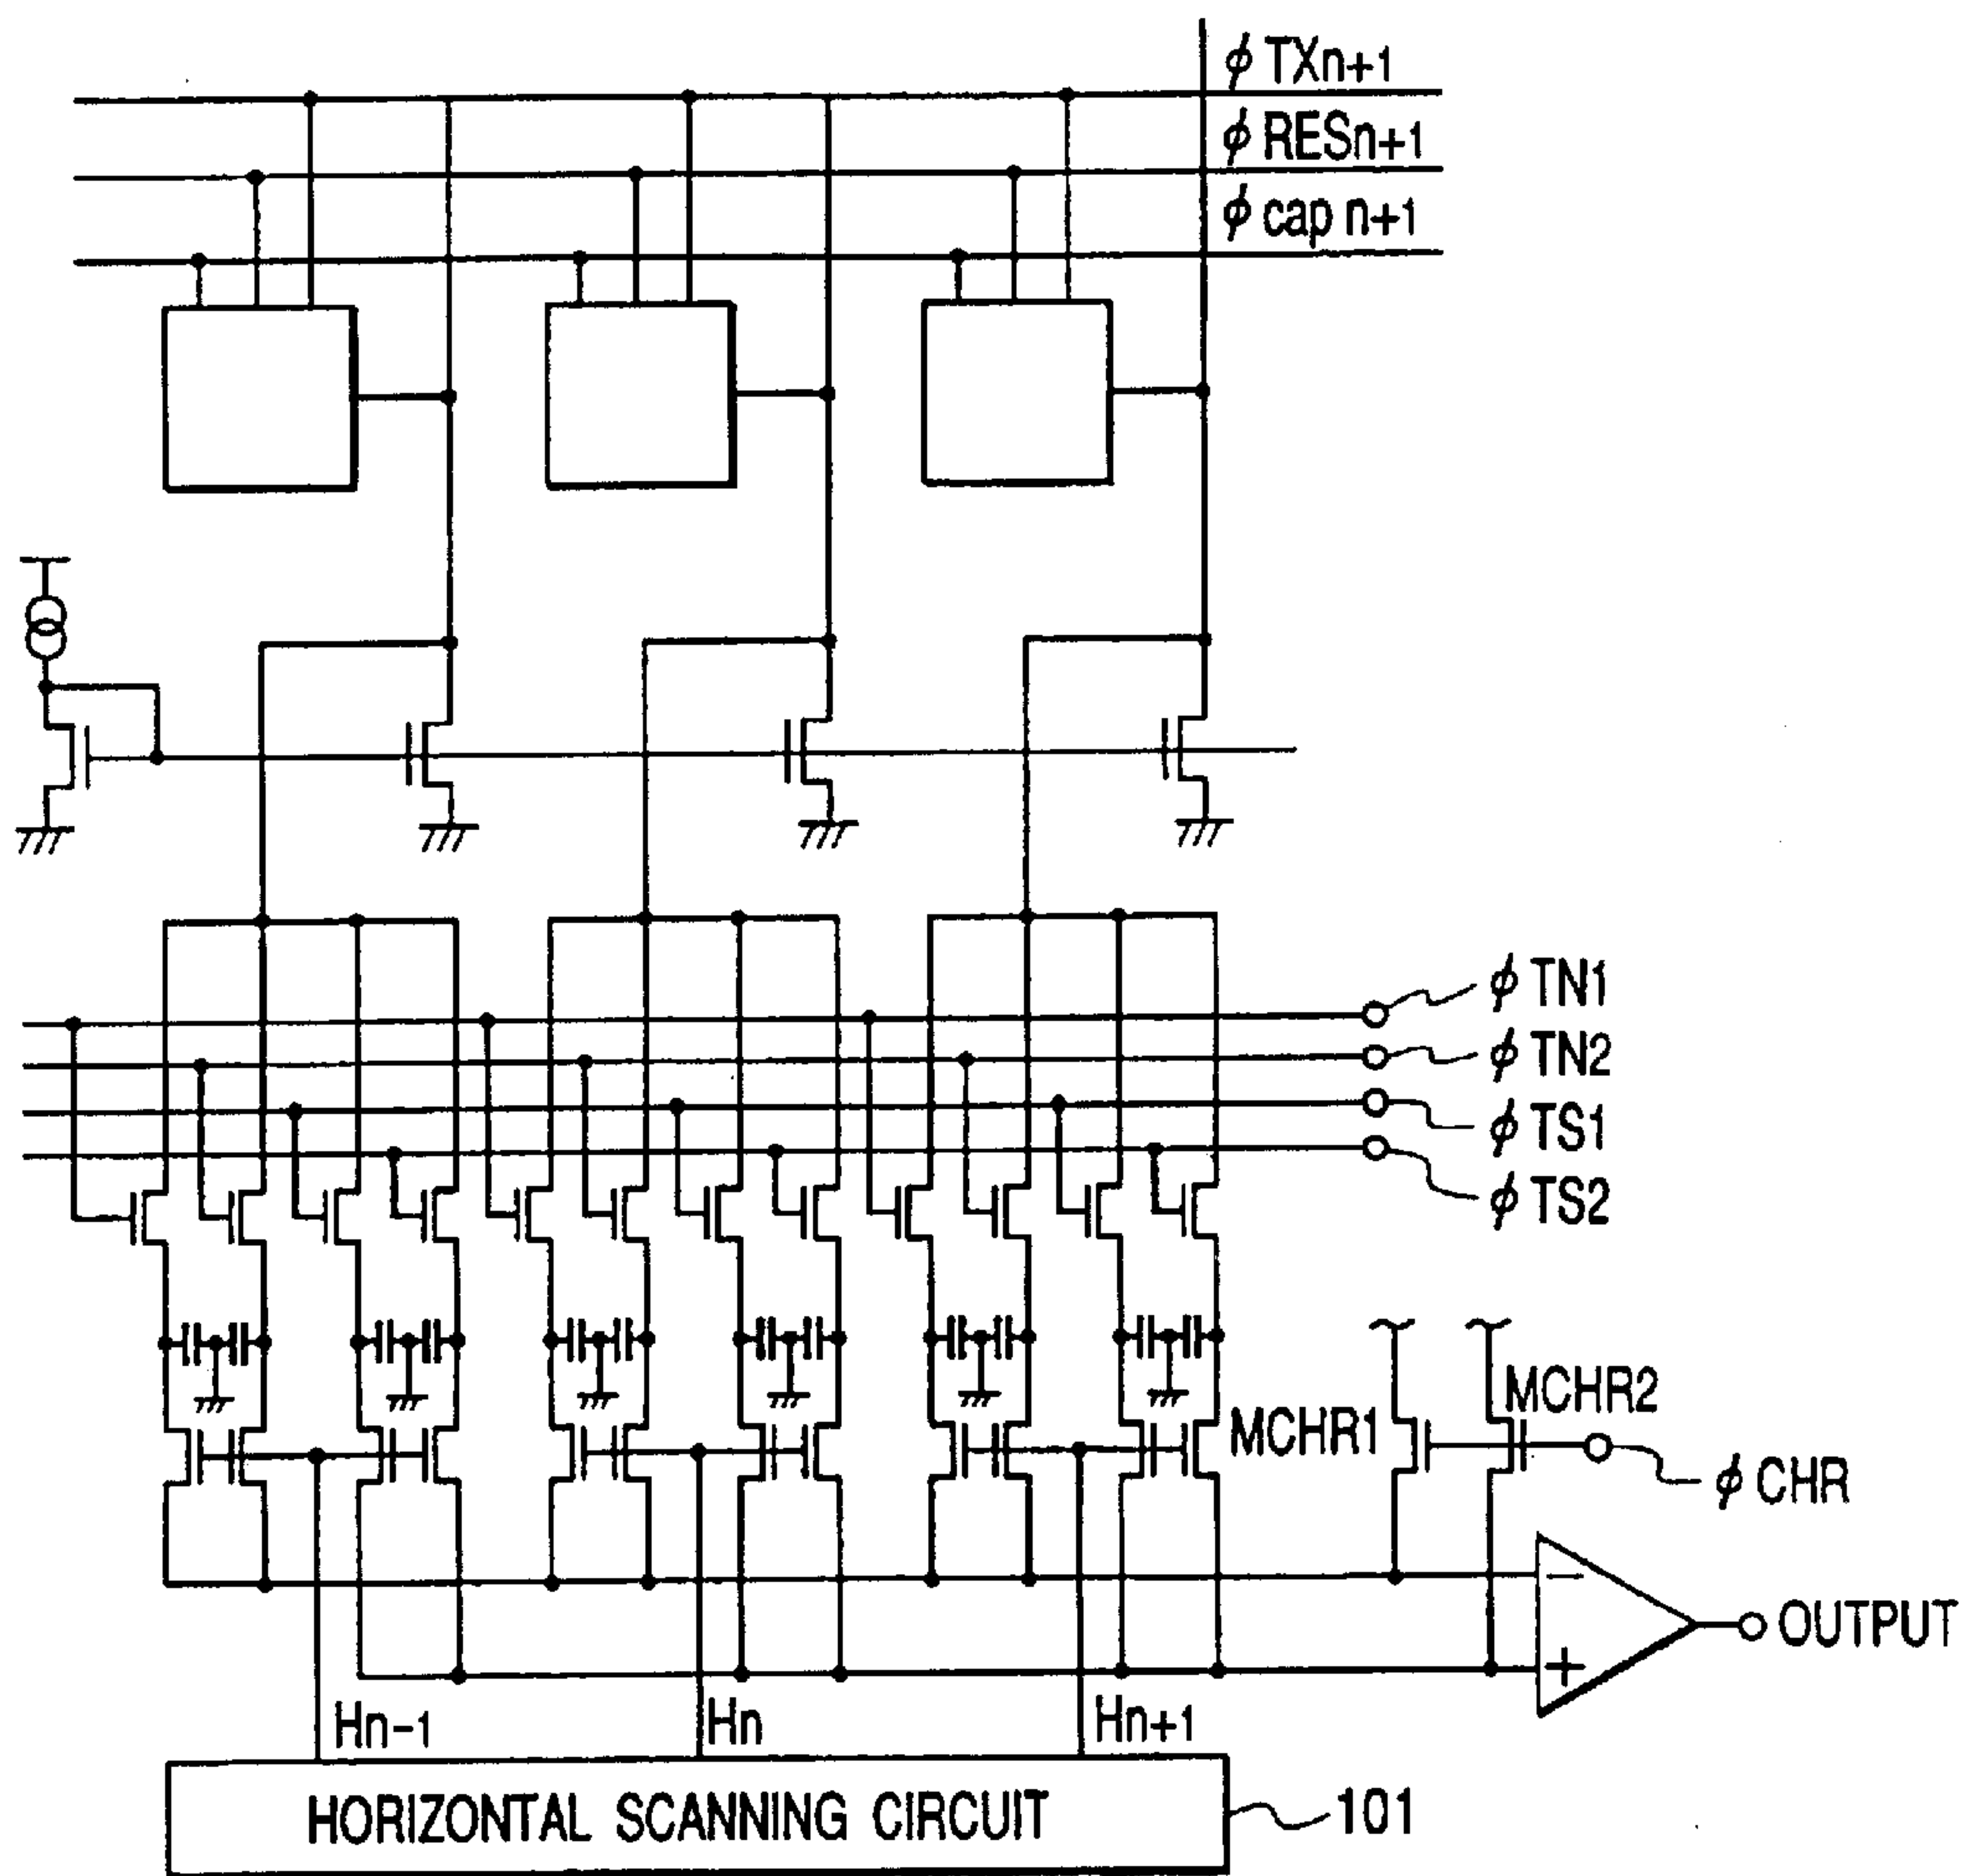 ϕ TXn+1
ϕ RESn+1
ϕ cap n+1
ϕ TN1
ϕ TN2
ϕ TS1
ϕ TS2
MCHR2
MCHR1
ϕ CHR
−
+
OUTPUT
Hn-1
Hn
Hn+1
HORIZONTAL SCANNING CIRCUIT
101